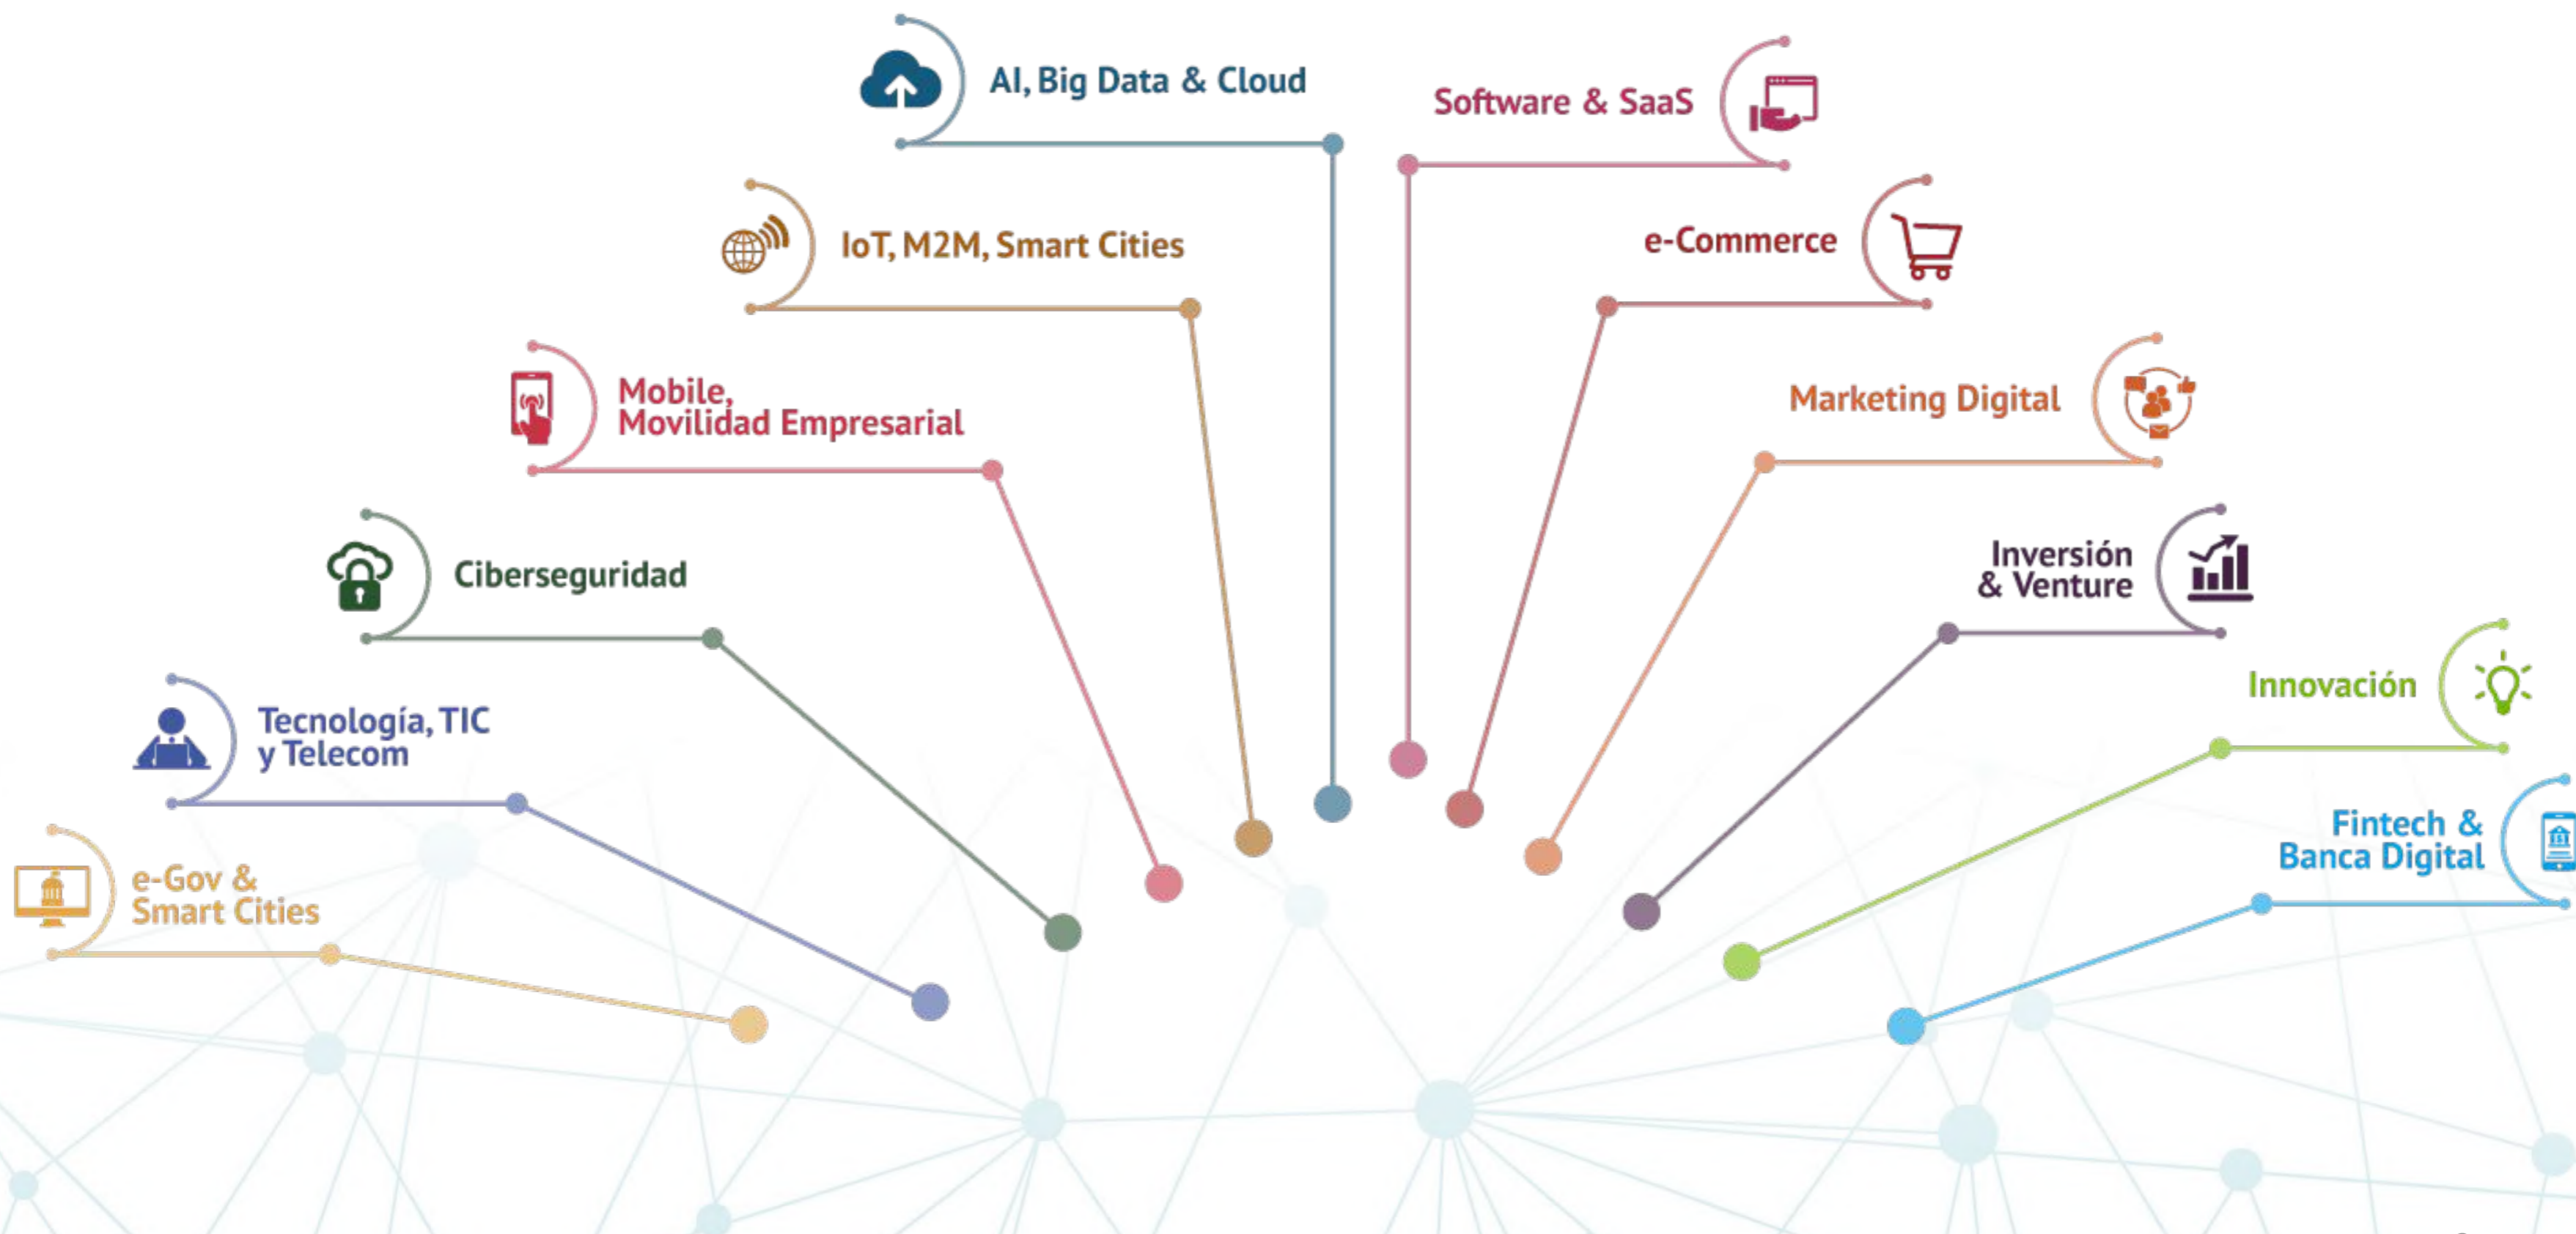 AI, Big Data & Cloud
Software & SaaS
IoT, M2M, Smart Cities
e-Commerce
Mobile,
Movilidad Empresarial
Marketing Digital
Ciberseguridad
Inversión
& Venture
Tecnología, TIC
y Telecom
Innovación
e-Gov &
Smart Cities
Fintech &
Banca Digital